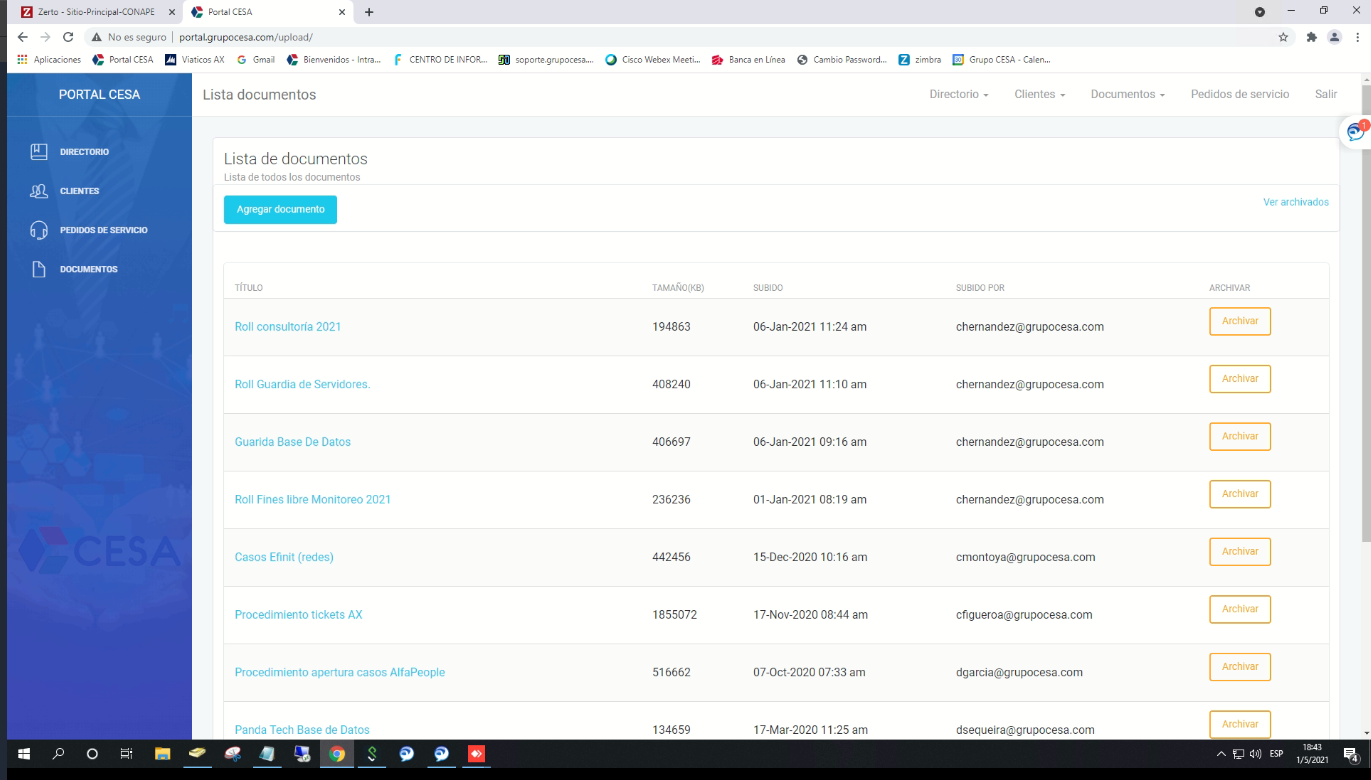 Zerto - Sitio-Principal-CONAPE
Portal CESA
No es seguro
portal.grupocesa.com/upload/
Aplicaciones
Portal CESA
Viaticos AX
Gmail
Bienvenidos - Intra...
CENTRO DE INFOR...
soporte.grupocesa....
Cisco Webex Meeti...
Banca en Línea
Cambio Password...
zimbra
Grupo CESA - Calen...
PORTAL CESA
Lista documentos
Directorio
Clientes
Documentos
Pedidos de servicio
Salir
1
DIRECTORIO
CLIENTES
PEDIDOS DE SERVICIO
DOCUMENTOS
CESA
Lista de documentos
Lista de todos los documentos
Agregar documento
Ver archivados
TÍTULO TAMAÑO(KB) SUBIDO SUBIDO POR ARCHIVAR
Roll consultoría 2021 194863 06-Jan-2021 11:24 am chernandez@grupocesa.com Archivar
Roll Guardia de Servidores. 408240 06-Jan-2021 11:10 am chernandez@grupocesa.com Archivar
Guarida Base De Datos 406697 06-Jan-2021 09:16 am chernandez@grupocesa.com Archivar
Roll Fines libre Monitoreo 2021 236236 01-Jan-2021 08:19 am chernandez@grupocesa.com Archivar
Casos Efinit (redes) 442456 15-Dec-2020 10:16 am cmontoya@grupocesa.com Archivar
Procedimiento tickets AX 1855072 17-Nov-2020 08:44 am cfigueroa@grupocesa.com Archivar
Procedimiento apertura casos AlfaPeople 516662 07-Oct-2020 07:33 am dgarcia@grupocesa.com Archivar
Panda Tech Base de Datos 134659 17-Mar-2020 11:25 am dsequeira@grupocesa.com Archivar
ESP
18:43
1/5/2021
4